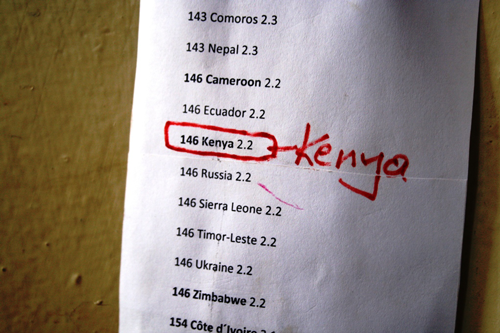 143 Comoros 2.3
143 Nepal 2.3
146 Cameroon 2.2
146 Ecuador 2.2
146 Kenya 2.2 Kenya
146 Russia 2.2
146 Sierra Leone 2.2
146 Timor-Leste 2.2
146 Ukraine 2.2
146 Zimbabwe 2.2
154 Côte d´Ivoire